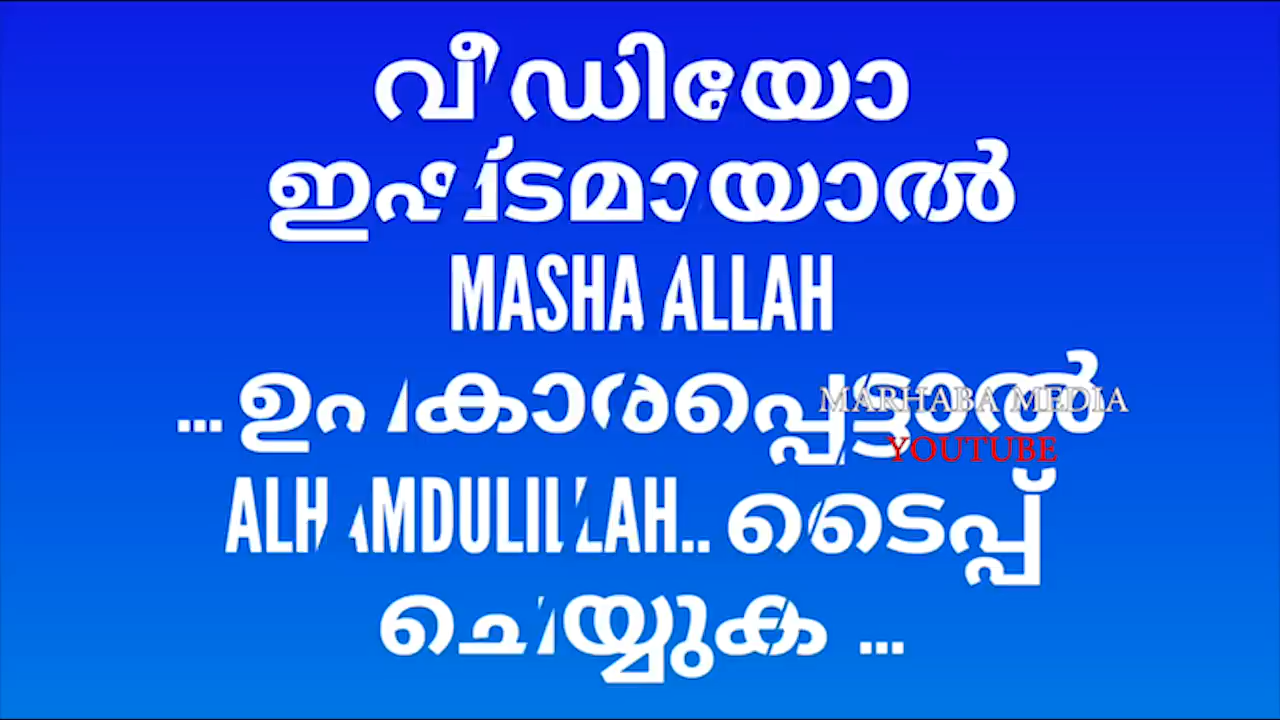 വീഡിയോ
ഇഷ്ടമായാൽ
MASHA ALLAH
... ഉപകാരപ്പെട്ടാൽ
MARHABA MEDIA
YOUTUBE
ALHAMDULILLAH.. ടൈപ്പ്
ചെയ്യുക ...